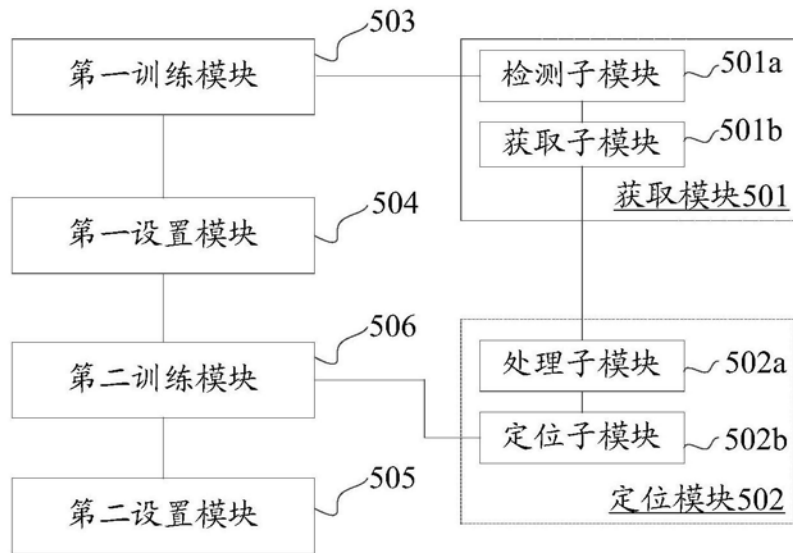 503
第一训练模块
检测子模块
501a
获取子模块
501b
获取模块501
504
第一设置模块
506
第二训练模块
处理子模块
502a
定位子模块
502b
505
第二设置模块
定位模块502